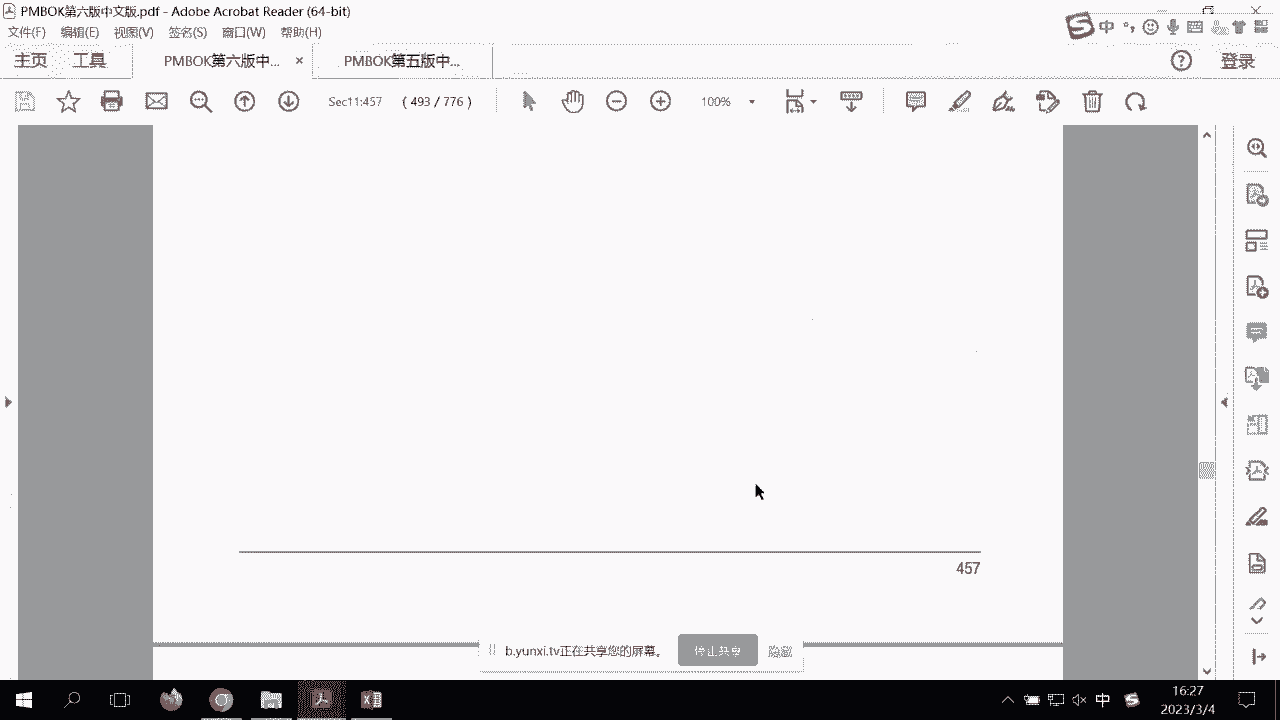 PMBOK第六版中文版.pdf - Adobe Acrobat Reader (64-bit)
文件(F) 编辑(E) 视图(V) 签名(S) 窗口(W) 帮助(H)
中
主页 工具 PMBOK第六版中... × PMBOK第五版中... 登录
Sec11:457 ( 493 / 776 ) 100%
457
b.yunxi.tv正在共享您的屏幕。 停止共享 隐藏
中 16:27
2023/3/4